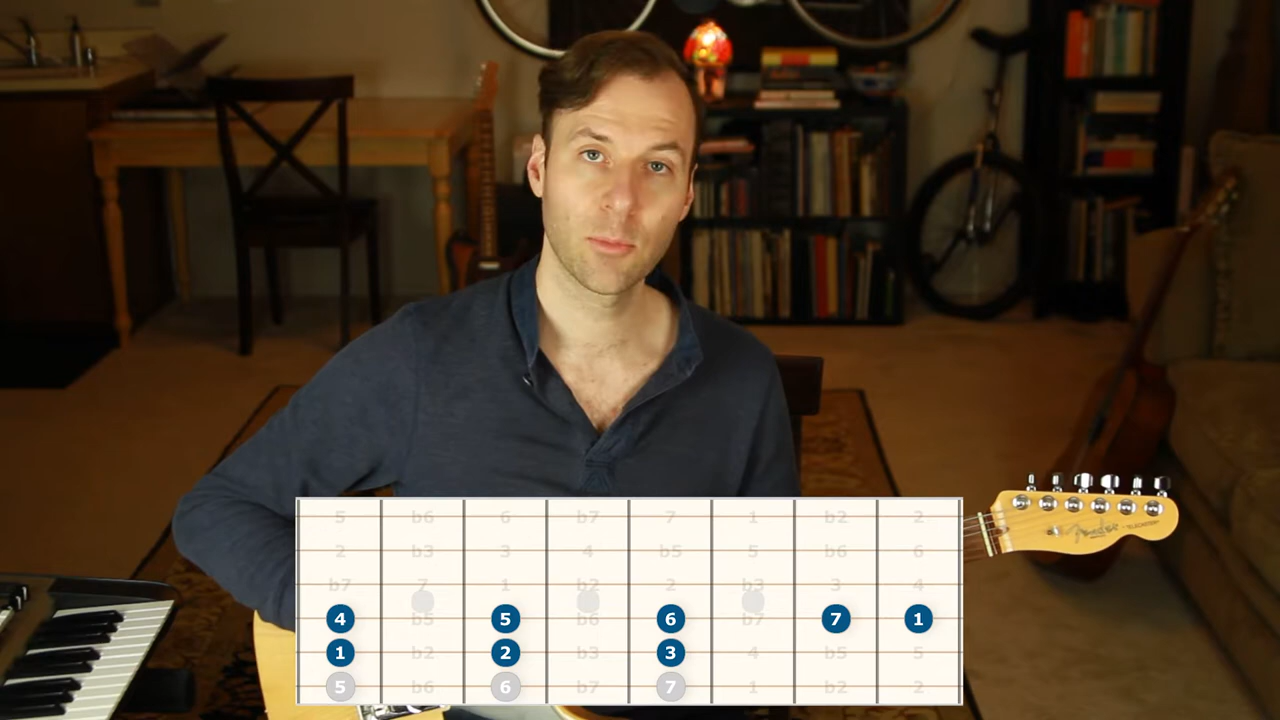 5 b6 6 b7 7 1 b2 2
2 b3 3 4 b5 5 b6 6
b7 7 1 b2 2 b3 3 4
4 b5 5 b6 6 b7 7 1
1 b2 2 b3 3 4 b5 5
5 b6 6 b7 7 1 b2 2
Fender